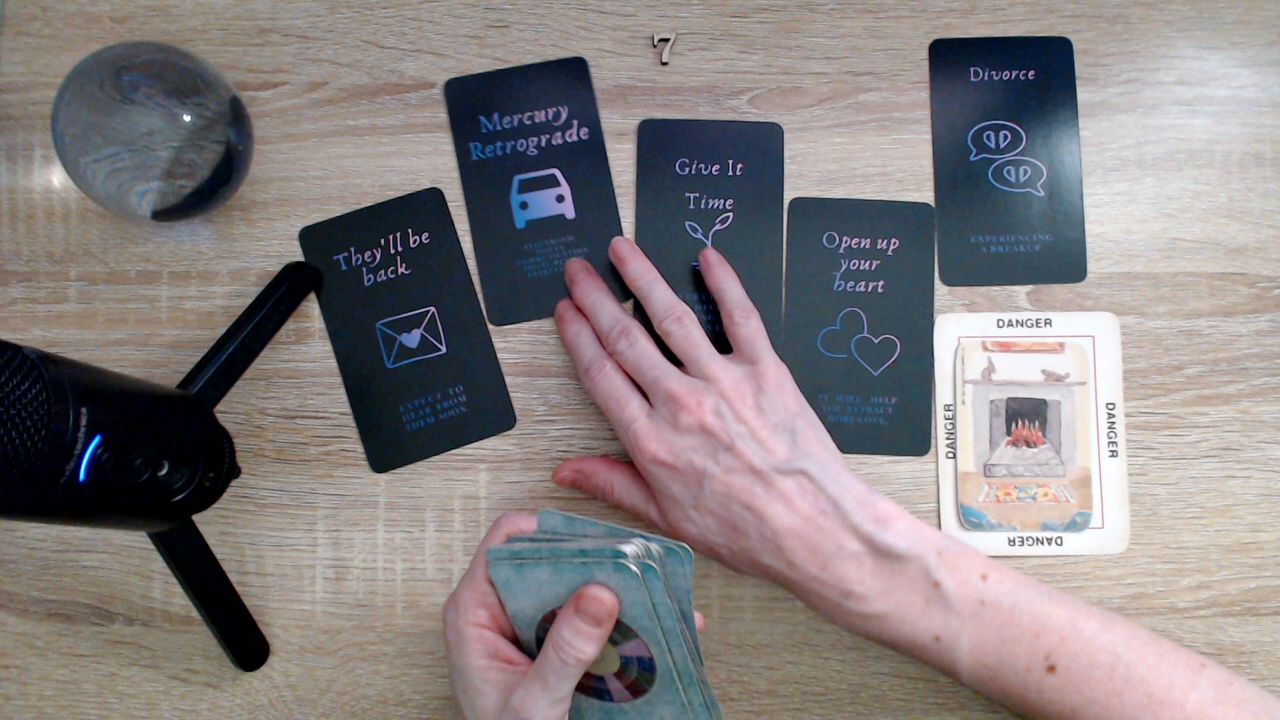 7
They'll be
back
EXPECT TO
HEAR FROM
THEM SOON.
Mercury
Retrograde
Give It
Time
Open up
your
heart
IT WILL HELP
YOU ATTRACT
MORE LOVE.
Divorce
EXPERIENCING
A BREAKUP
DANGER
DANGER
DANGER
DANGER